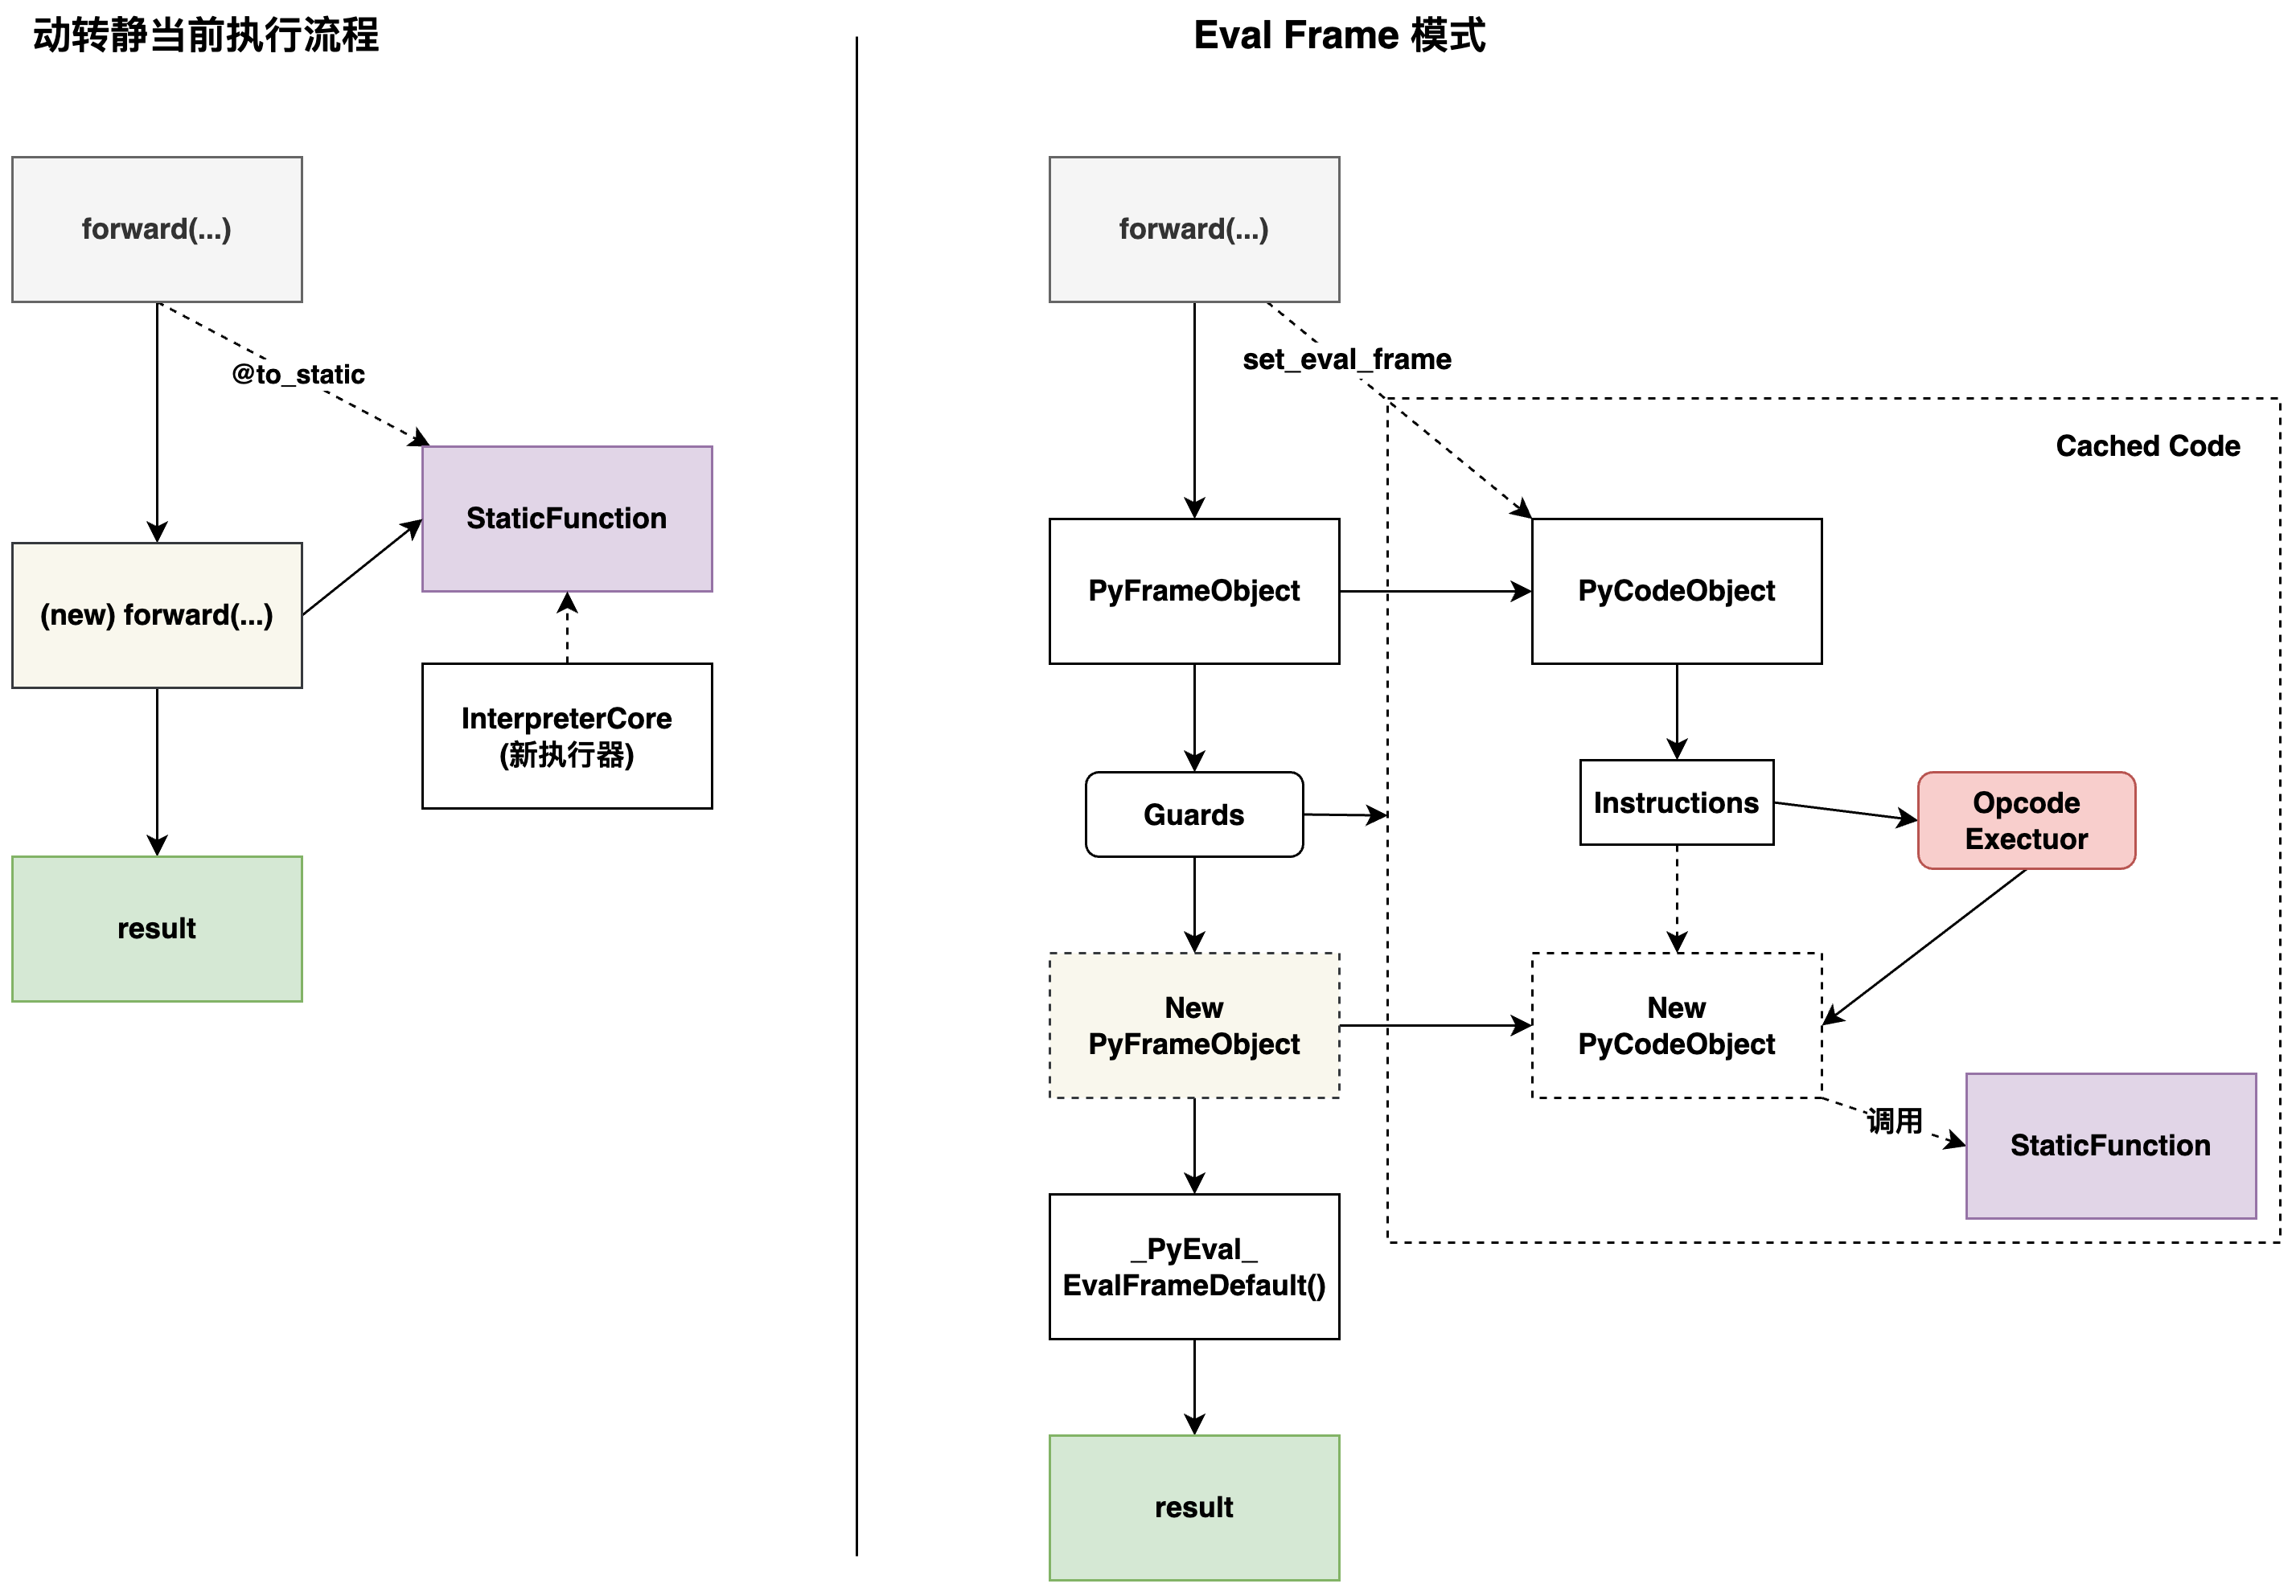 动转静当前执行流程
forward(...)
@to_static
StaticFunction
(new) forward(...)
InterpreterCore
(新执行器)
result
Eval Frame 模式
forward(...)
set_eval_frame
Cached Code
PyFrameObject
PyCodeObject
Guards
Instructions
Opcode
Exectuor
New
PyFrameObject
New
PyCodeObject
调用
StaticFunction
_PyEval_
EvalFrameDefault()
result